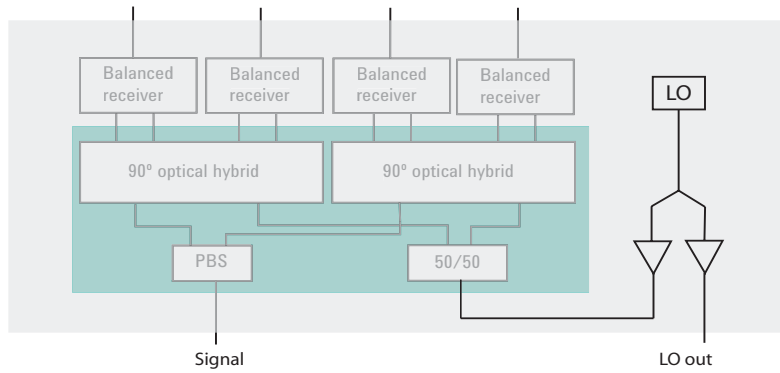 Balanced
receiver
Balanced
receiver
Balanced
receiver
Balanced
receiver
LO
90° optical hybrid
90° optical hybrid
PBS
50/50
Signal
LO out